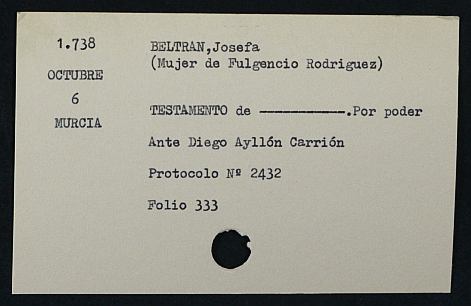 1.738
OCTUBRE
6
MURCIA
BELTRAN,Josefa
(Mujer de Fulgencio Rodriguez)
TESTAMENTO de ------------.Por poder
Ante Diego Ayllón Carrión
Protocolo Nº 2432
Folio 333